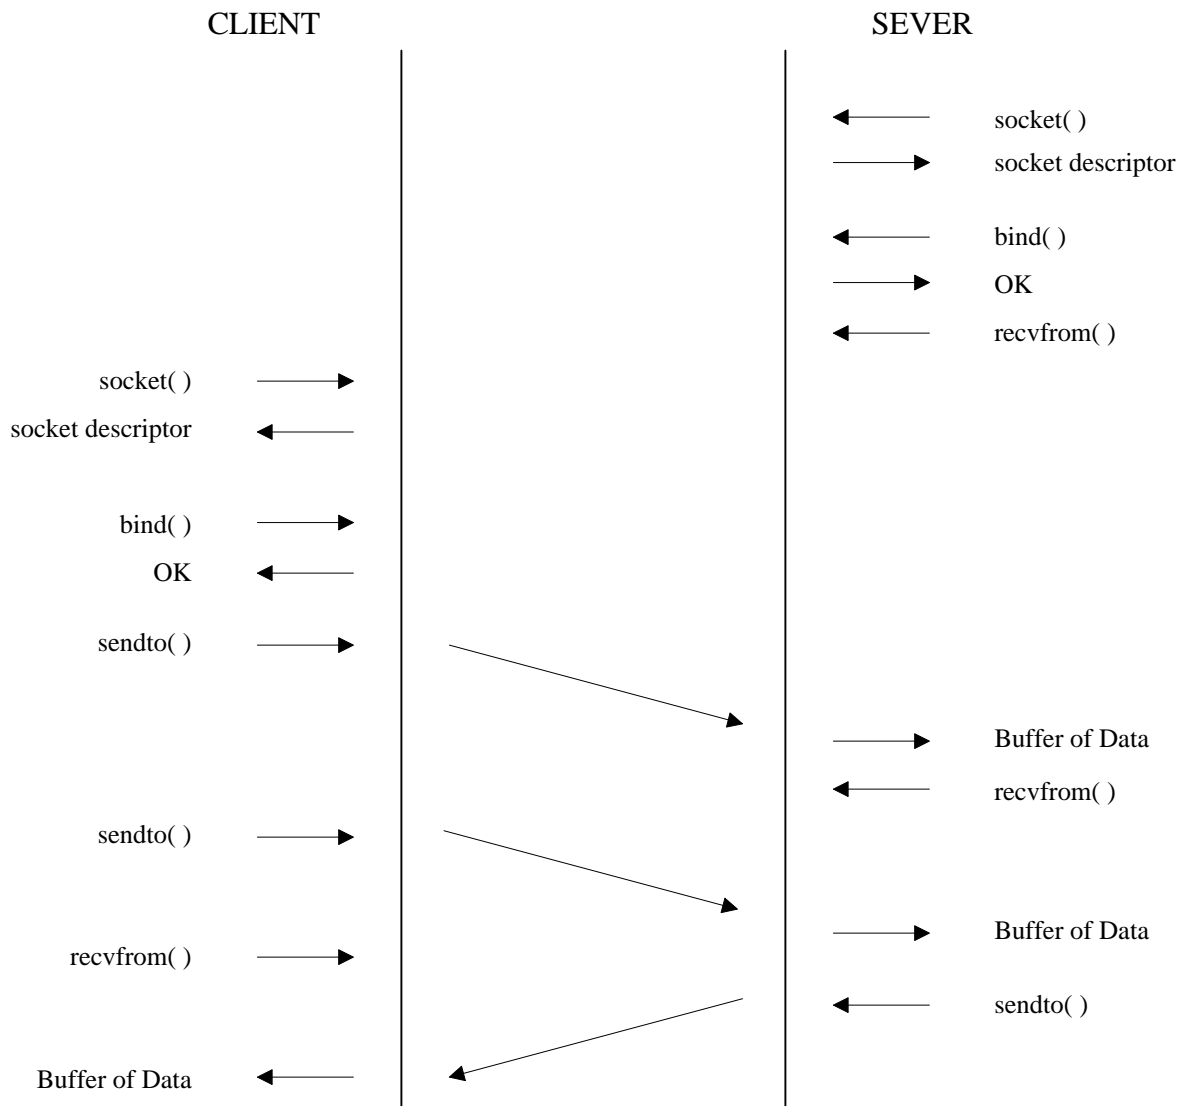 CLIENT
SEVER
socket( )
socket descriptor
bind( )
OK
recvfrom( )
socket( )
socket descriptor
bind( )
OK
sendto( )
Buffer of Data
recvfrom( )
sendto( )
Buffer of Data
recvfrom( )
sendto( )
Buffer of Data